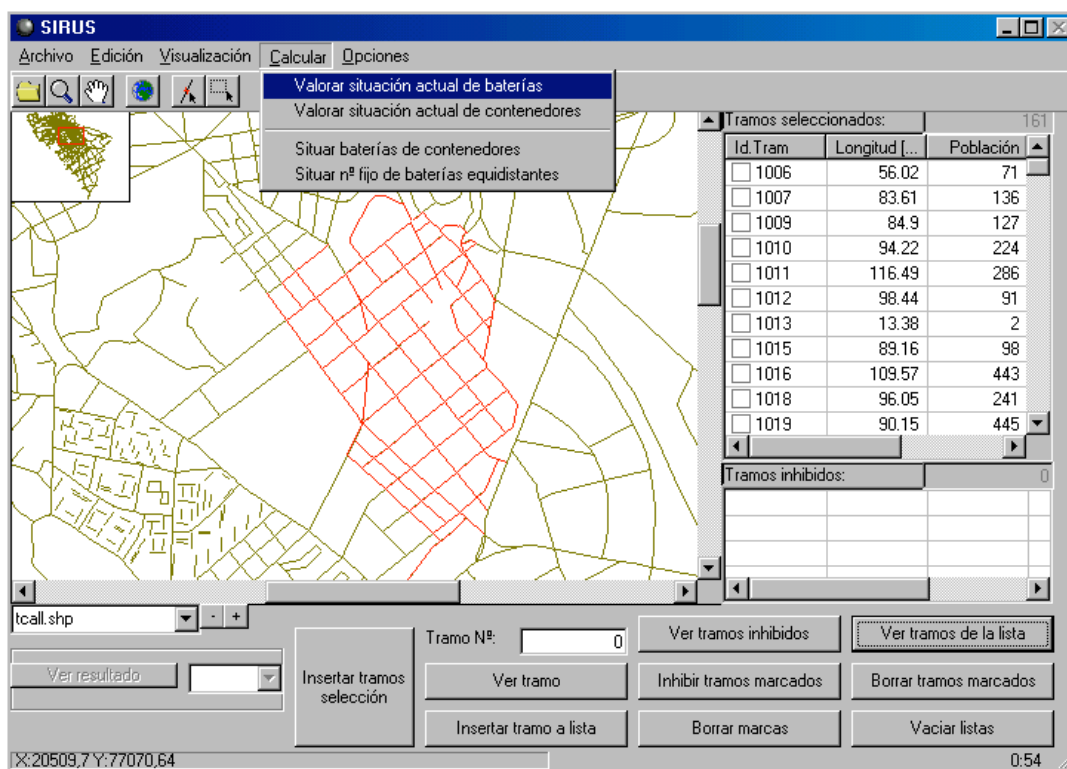 SIRUS
Archivo Edición Visualización Calcular Opciones
Valorar situación actual de baterías
Valorar situación actual de contenedores
Situar baterías de contenedores
Situar nº fijo de baterías equidistantes
Tramos seleccionados: 161
Id.Tram Longitud [... Población
1006 56.02 71
1007 83.61 136
1009 84.9 127
1010 94.22 224
1011 116.49 286
1012 98.44 91
1013 13.38 2
1015 89.16 98
1016 109.57 443
1018 96.05 241
1019 90.15 445
Tramos inhibidos: 0
tcall.shp - +
Ver resultado
Insertar tramos selección
Tramo Nº: 0
Ver tramo
Insertar tramo a lista
Ver tramos inhibidos
Inhibir tramos marcados
Borrar marcas
Ver tramos de la lista
Borrar tramos marcados
Vaciar listas
X:20509,7 Y:77070,64 0:54